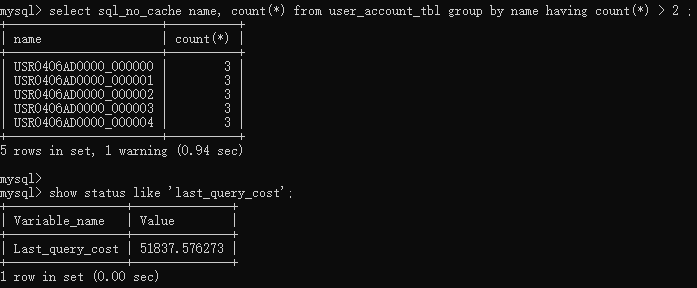 mysql> select sql_no_cache name, count(*) from user_account_tbl group by name having count(*) > 2 ;
+----------------------+----------+
| name | count(*) |
+----------------------+----------+
| USR0406AD0000_000000 | 3 |
| USR0406AD0000_000001 | 3 |
| USR0406AD0000_000002 | 3 |
| USR0406AD0000_000003 | 3 |
| USR0406AD0000_000004 | 3 |
+----------------------+----------+
5 rows in set, 1 warning (0.94 sec)
mysql>
mysql> show status like 'last_query_cost';
+-----------------+--------------+
| Variable_name | Value |
+-----------------+--------------+
| Last_query_cost | 51837.576273 |
+-----------------+--------------+
1 row in set (0.00 sec)